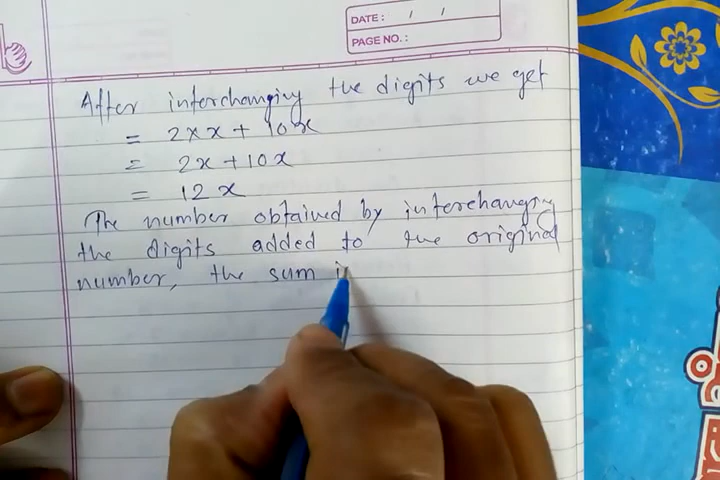 DATE: / /
PAGE NO.:
After interchanging the digits we get
= 2×x + 10x
= 2x + 10x
= 12x
The number obtained by interchanging
the digits added to the original
number, the sum i